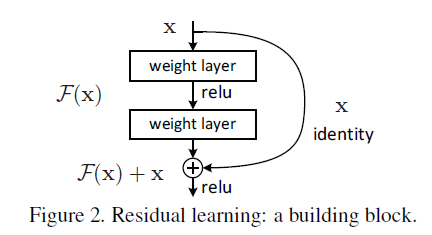 x
weight layer
relu
F(x)
weight layer
x
identity
F(x) + x
relu
Figure 2. Residual learning: a building block.